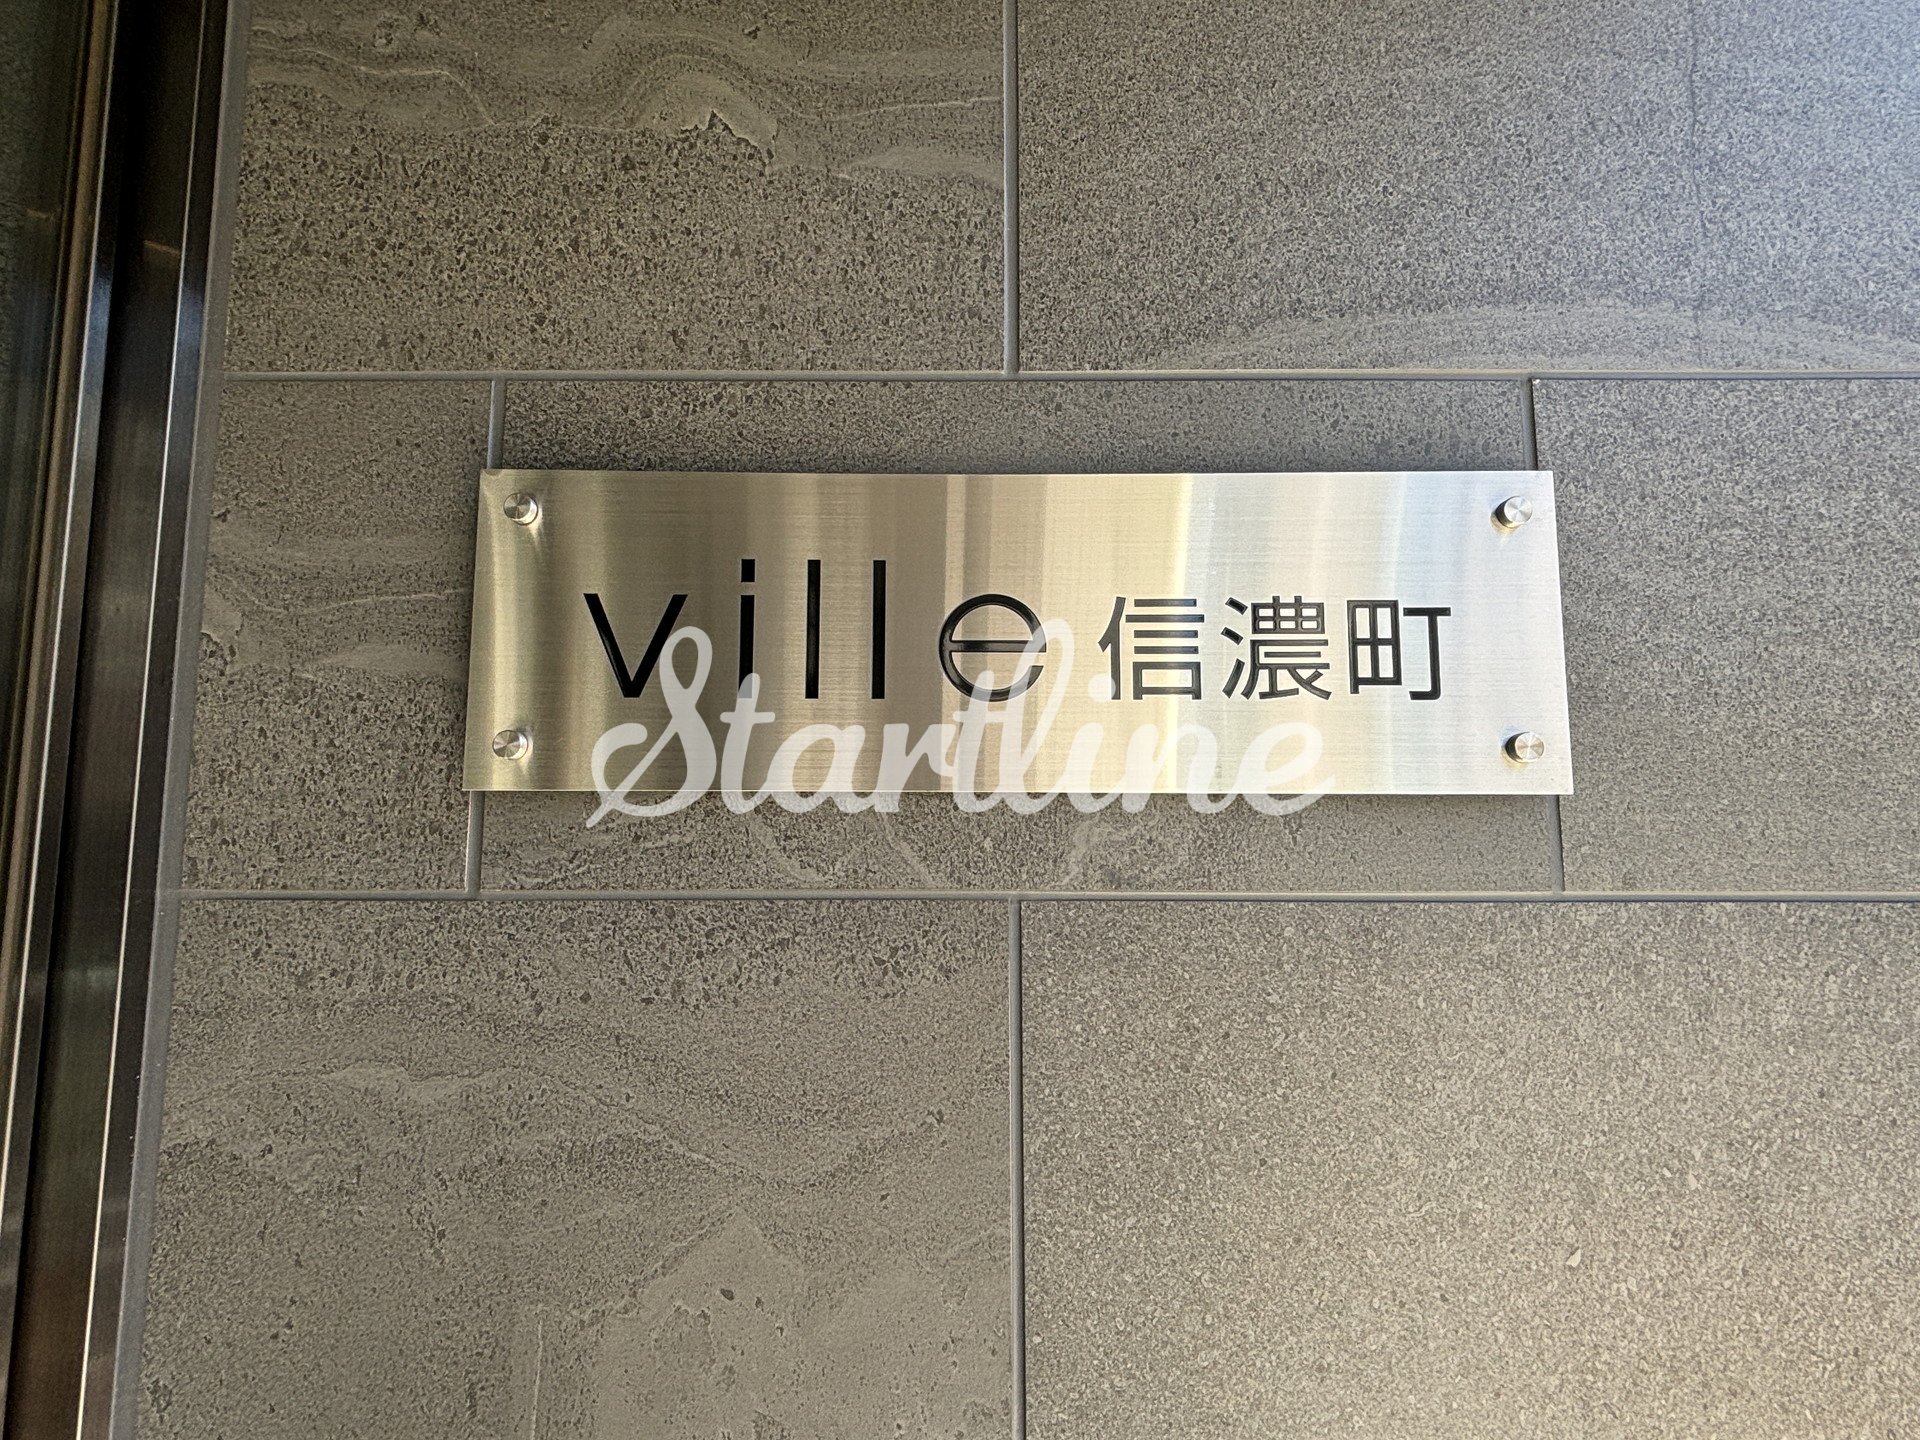 ville 信濃町
Startline